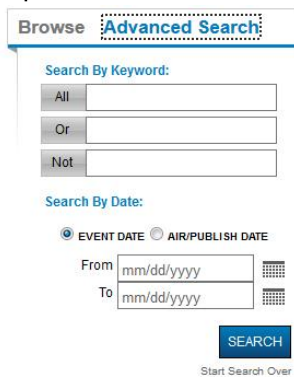 Browse Advanced Search
Search By Keyword:
All
Or
Not
Search By Date:
EVENT DATE AIR/PUBLISH DATE
From mm/dd/yyyy
To mm/dd/yyyy
SEARCH
Start Search Over